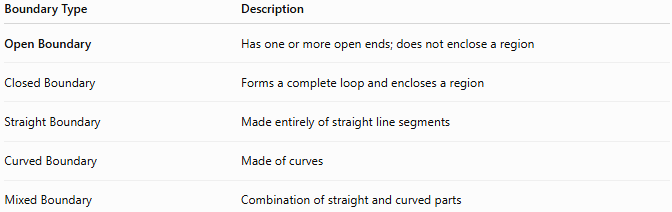 Boundary Type Description
Open Boundary Has one or more open ends; does not enclose a region
Closed Boundary Forms a complete loop and encloses a region
Straight Boundary Made entirely of straight line segments
Curved Boundary Made of curves
Mixed Boundary Combination of straight and curved parts